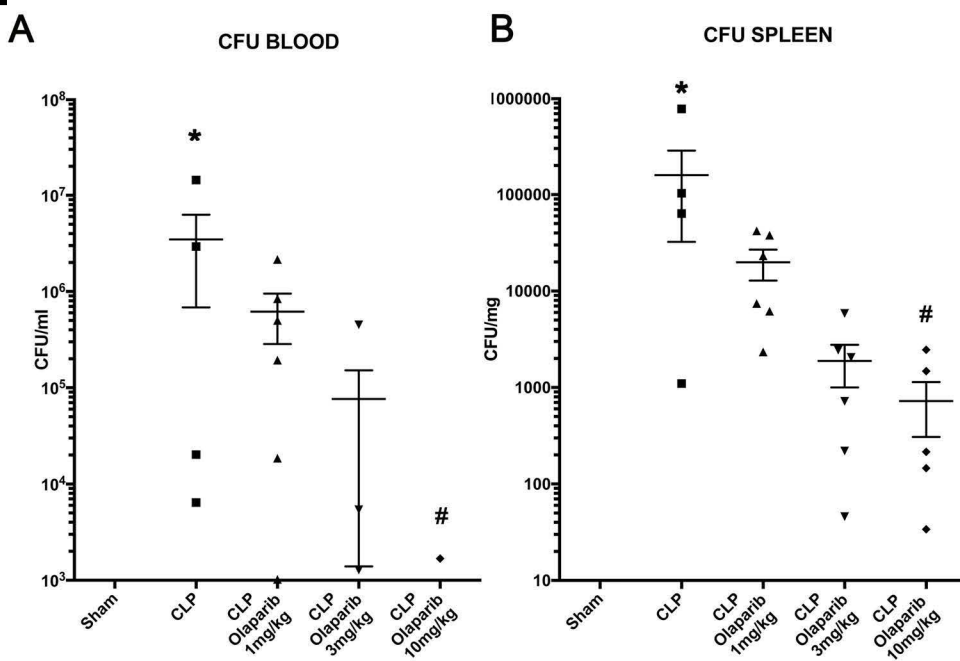 A
CFU BLOOD
CFU/ml
10⁸
10⁷
10⁶
10⁵
10⁴
10³
*
#
Sham
CLP
CLP
Olaparib
1mg/kg
CLP
Olaparib
3mg/kg
CLP
Olaparib
10mg/kg
B
CFU SPLEEN
CFU/mg
1000000
100000
10000
1000
100
10
*
#
Sham
CLP
CLP
Olaparib
1mg/kg
CLP
Olaparib
3mg/kg
CLP
Olaparib
10mg/kg